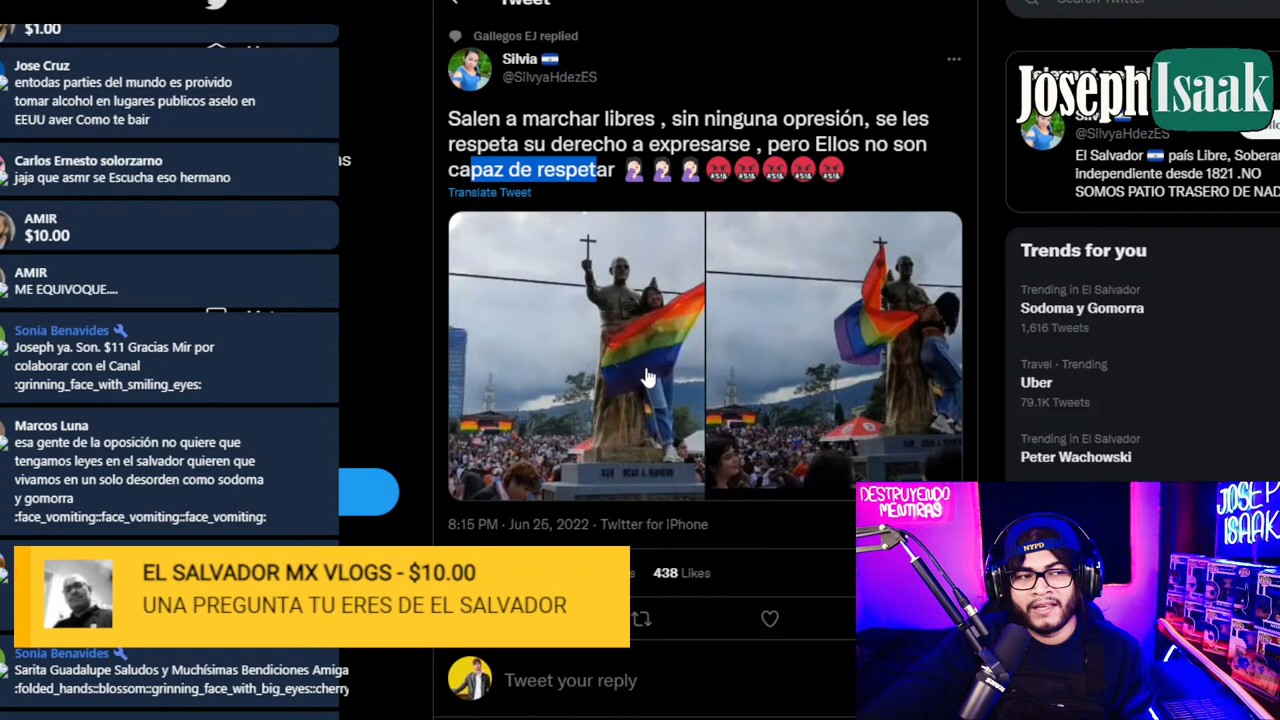 $1.00
Jose Cruz
entodas parties del mundo es proivido
tomar alcohol en lugares publicos aselo en
EEUU aver Como te bair
Carlos Ernesto solorzarno
jaja que asmr se Escucha eso hermano
AMIR
$10.00
AMIR
ME EQUIVOQUE....
Sonia Benavides
Joseph ya. Son. $11 Gracias Mir por
colaborar con el Canal
:grinning_face_with_smiling_eyes:
Marcos Luna
esa gente de la oposición no quiere que
tengamos leyes en el salvador quieren que
vivamos en un solo desorden como sodoma
y gomorra
:face_vomiting::face_vomiting::face_vomiting:
EL SALVADOR MX VLOGS - $10.00
UNA PREGUNTA TU ERES DE EL SALVADOR
Sonia Benavides
Sarita Guadalupe Saludos y Muchísimas Bendiciones Amiga
:folded_hands::blossom::grinning_face_with_big_eyes::cherry
Tweet
Gallegos EJ replied
Silvia
@SilvyaHdezES
Salen a marchar libres , sin ninguna opresión, se les
respeta su derecho a expresarse , pero Ellos no son
capaz de respetar
Translate Tweet
8:15 PM · Jun 25, 2022 · Twitter for iPhone
438 Likes
Tweet your reply
Search Twitter
Joseph Isaak
@SilvyaHdezES
El Salvador país Libre, Sobera
independiente desde 1821 .NO
SOMOS PATIO TRASERO DE NAD
Trends for you
Trending in El Salvador
Sodoma y Gomorra
1,616 Tweets
Travel · Trending
Uber
79.1K Tweets
Trending in El Salvador
Peter Wachowski
DESTRUYENDO
MENTIRAS
NYPD
JOSEP
ISAAK